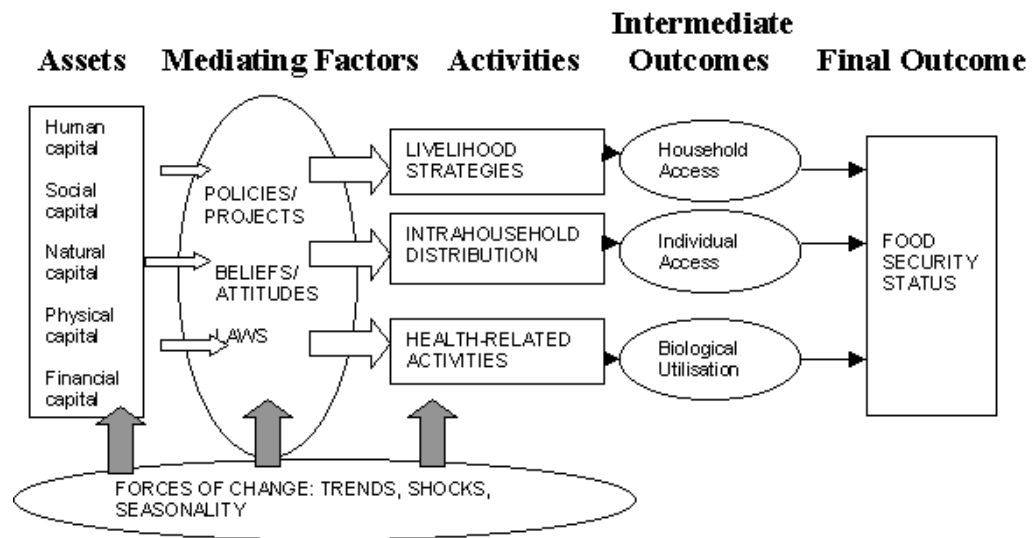 Assets
Mediating Factors
Activities
Intermediate
Outcomes
Final Outcome
Human
capital
Social
capital
Natural
capital
Physical
capital
Financial
capital
POLICIES/
PROJECTS
BELIEFS/
ATTITUDES
LAWS
LIVELIHOOD
STRATEGIES
INTRAHOUSEHOLD
DISTRIBUTION
HEALTH-RELATED
ACTIVITIES
Household
Access
Individual
Access
Biological
Utilisation
FOOD
SECURITY
STATUS
FORCES OF CHANGE: TRENDS, SHOCKS,
SEASONALITY